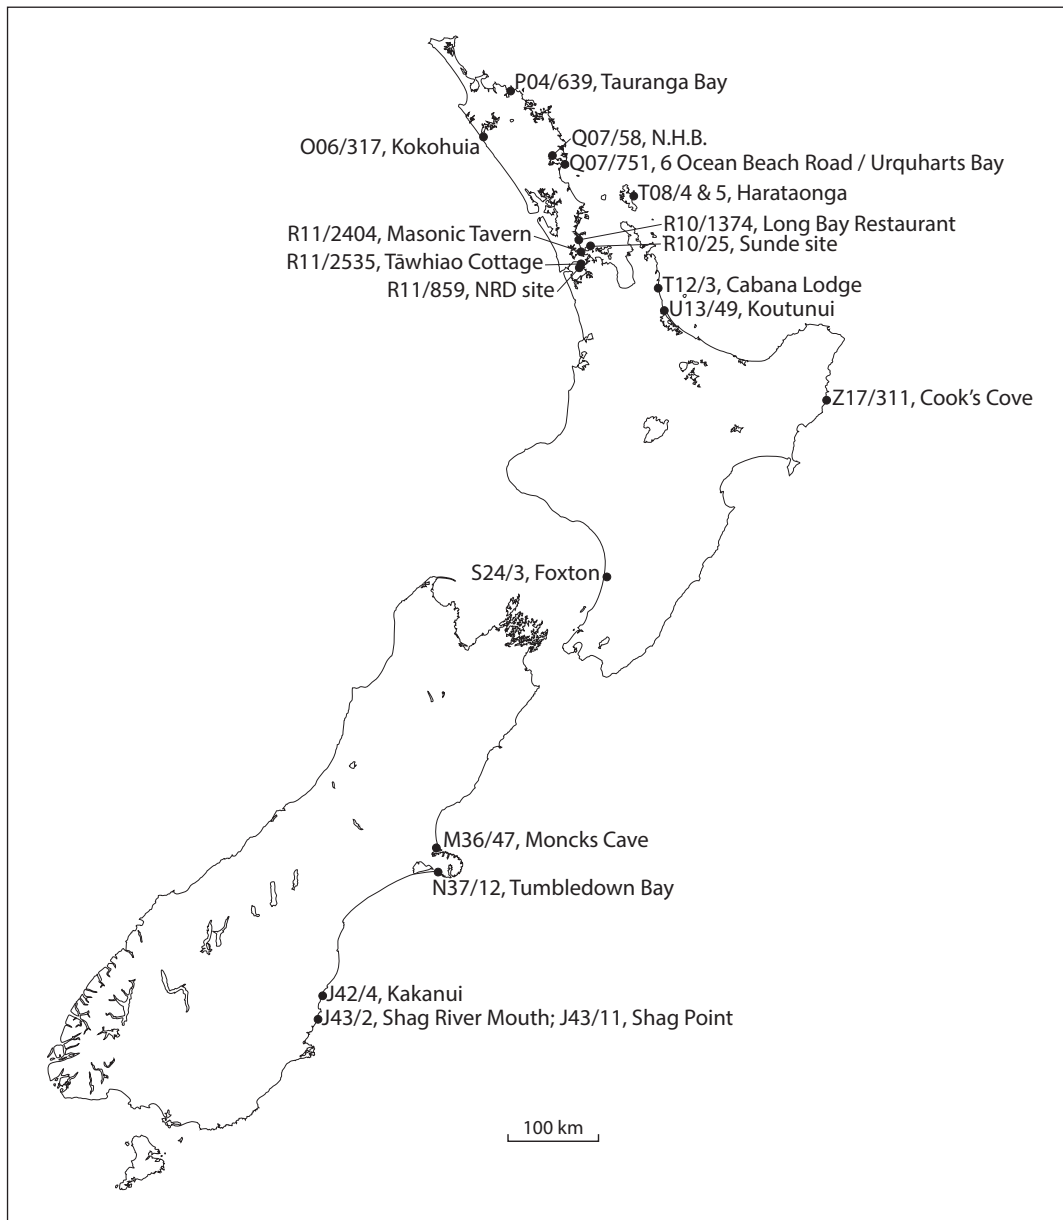 P04/639, Tauranga Bay
O06/317, Kokohuia
Q07/58, N.H.B.
Q07/751, 6 Ocean Beach Road / Urquharts Bay
T08/4 & 5, Harataonga
R10/1374, Long Bay Restaurant
R11/2404, Masonic Tavern
R10/25, Sunde site
R11/2535, Tāwhiao Cottage
R11/859, NRD site
T12/3, Cabana Lodge
U13/49, Koutunui
Z17/311, Cook’s Cove
S24/3, Foxton
M36/47, Moncks Cave
N37/12, Tumbledown Bay
J42/4, Kakanui
J43/2, Shag River Mouth; J43/11, Shag Point
100 km